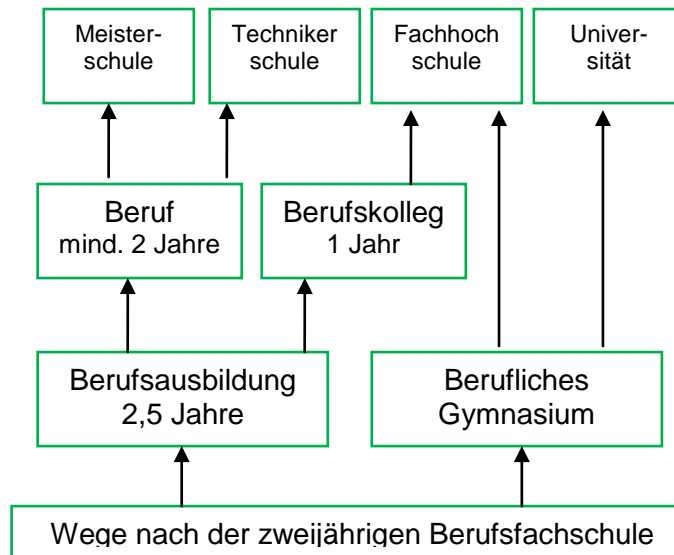 Meister-
schule
Techniker
schule
Fachhoch
schule
Univer-
sität
Beruf
mind. 2 Jahre
Berufskolleg
1 Jahr
Berufsausbildung
2,5 Jahre
Berufliches
Gymnasium
Wege nach der zweijährigen Berufsfachschule